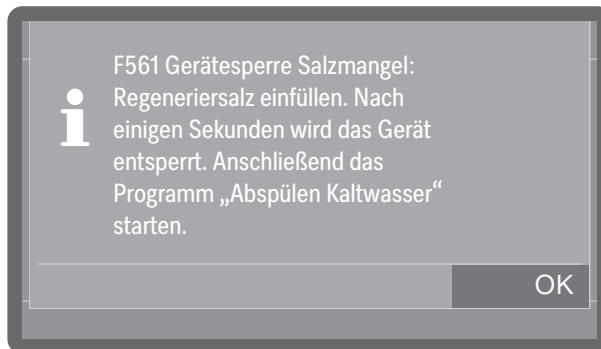 F561 Gerätesperre Salzmangel:
Regeneriersalz einfüllen. Nach
einigen Sekunden wird das Gerät
entsperrt. Anschließend das
Programm „Abspülen Kaltwasser“
starten.
OK